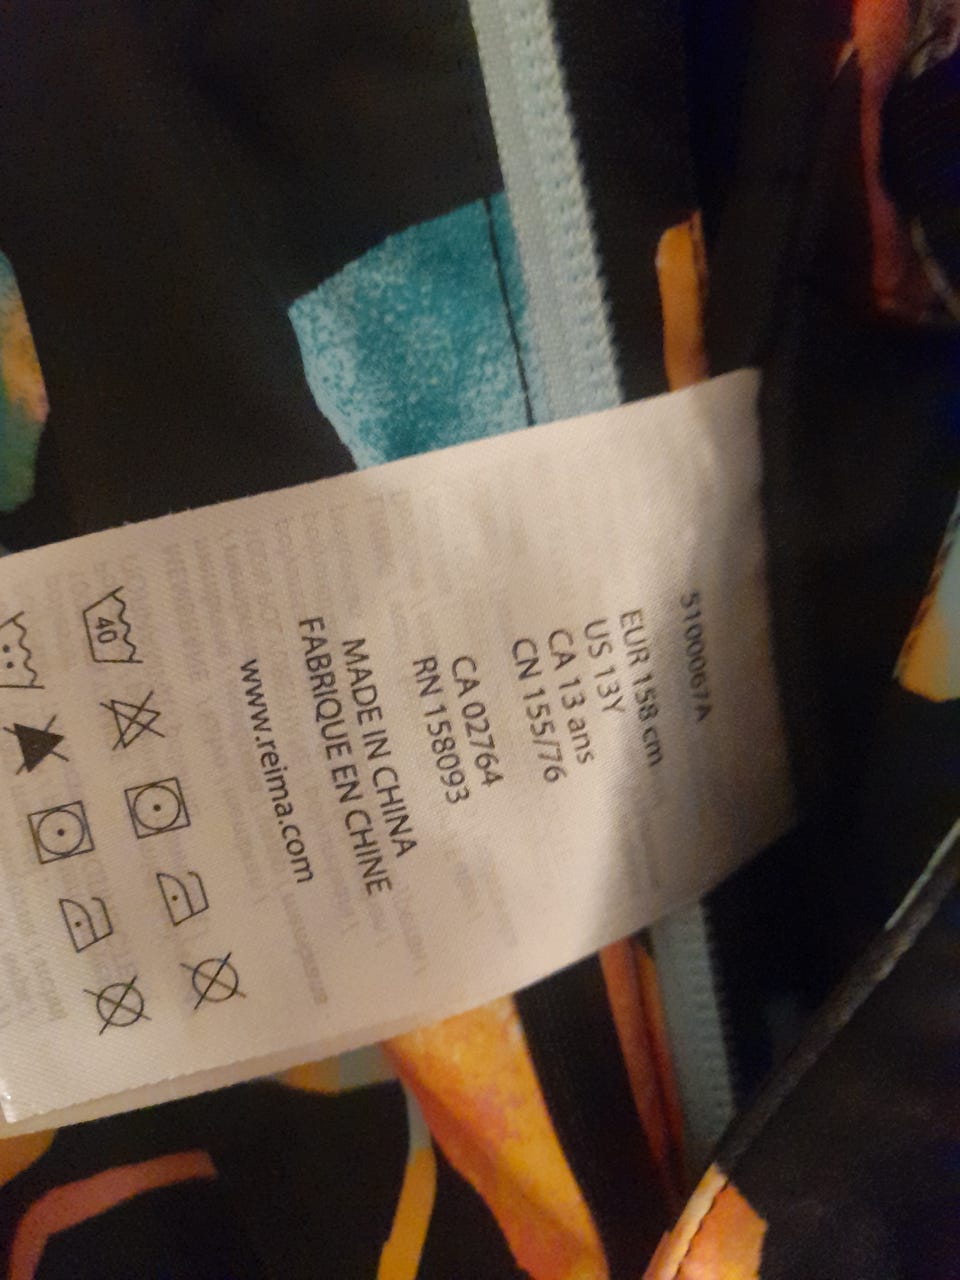 5100067A
EUR 158 cm
US 13Y
CA 13 ans
CN 155/76
CA 02764
RN 158093
MADE IN CHINA
FABRIQUE EN CHINE
www.reima.com
40